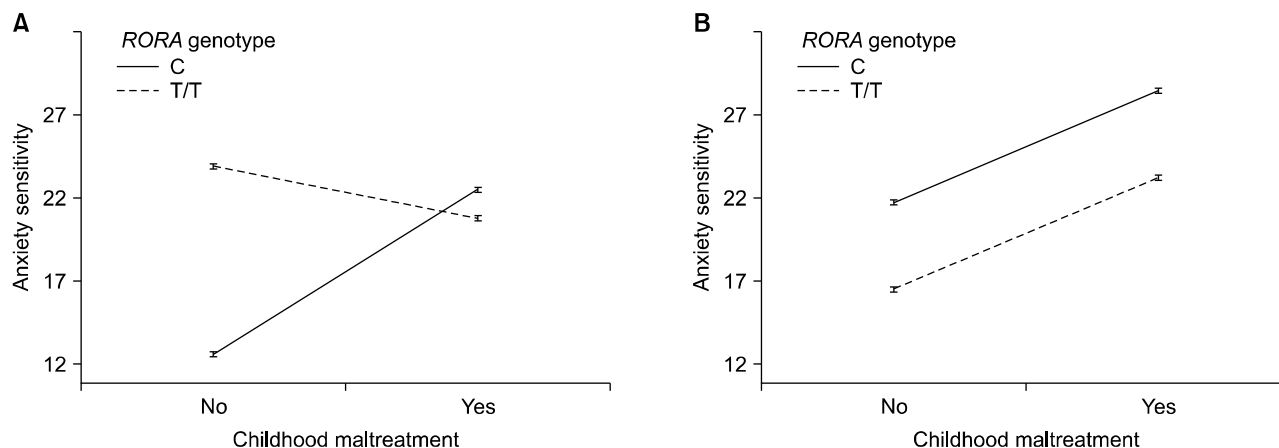 A
RORA genotype
C
T/T
27
22
17
12
Anxiety sensitivity
No
Yes
Childhood maltreatment
B
RORA genotype
C
T/T
27
22
17
12
Anxiety sensitivity
No
Yes
Childhood maltreatment